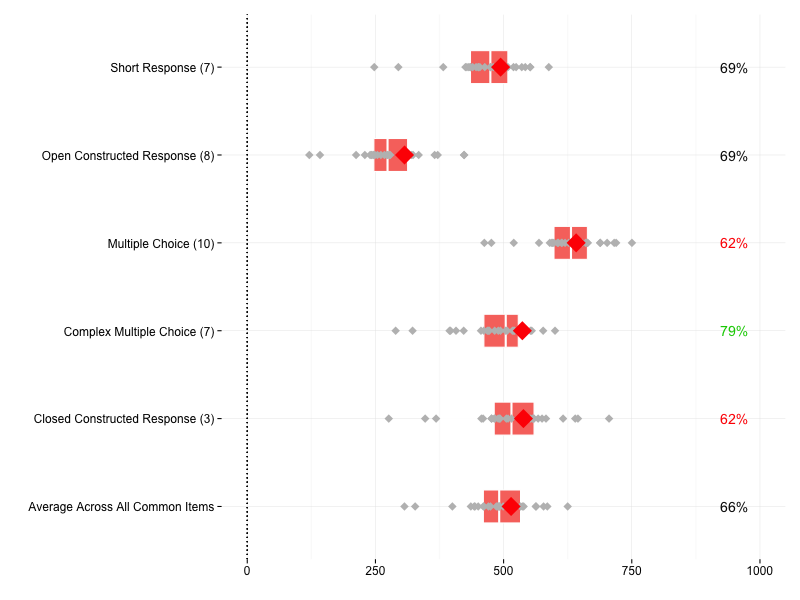 Short Response (7) 69%
Open Constructed Response (8) 69%
Multiple Choice (10) 62%
Complex Multiple Choice (7) 79%
Closed Constructed Response (3) 62%
Average Across All Common Items 66%
0 250 500 750 1000